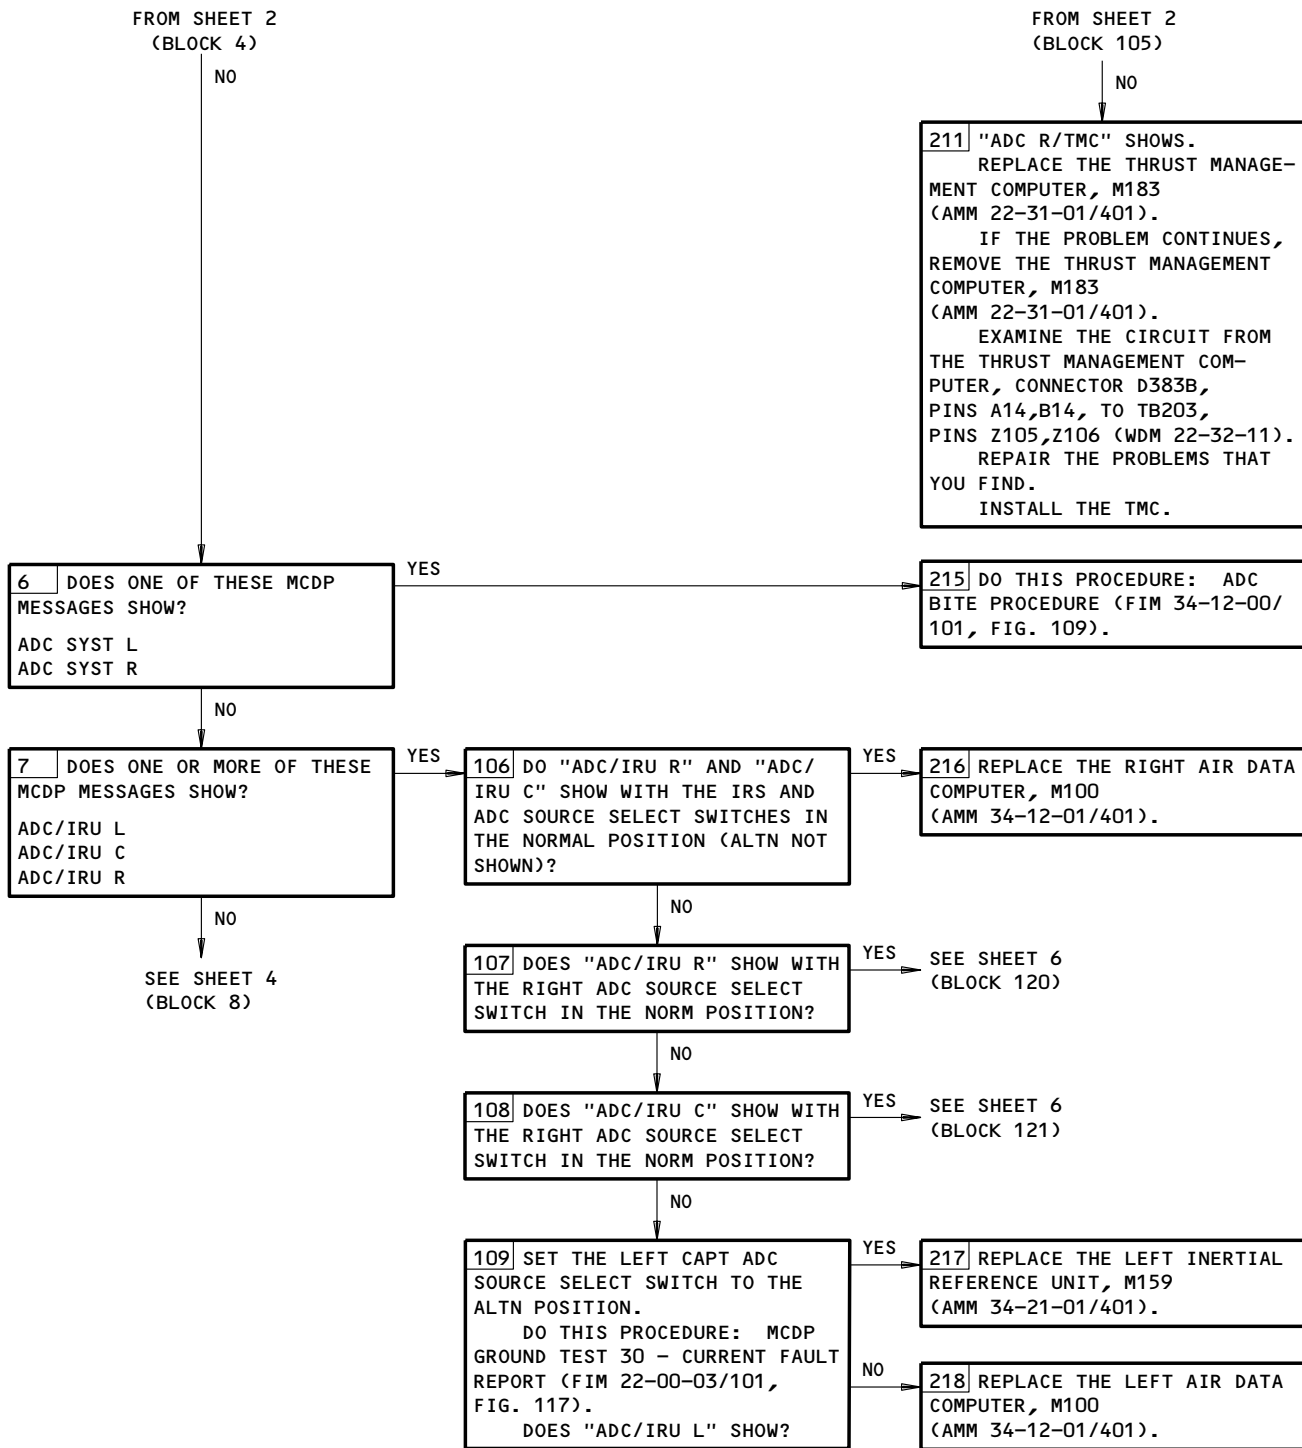 FROM SHEET 2
(BLOCK 4)
NO
FROM SHEET 2
(BLOCK 105)
NO
211 "ADC R/TMC" SHOWS.
REPLACE THE THRUST MANAGE-
MENT COMPUTER, M183
(AMM 22-31-01/401).
IF THE PROBLEM CONTINUES,
REMOVE THE THRUST MANAGEMENT
COMPUTER, M183
(AMM 22-31-01/401).
EXAMINE THE CIRCUIT FROM
THE THRUST MANAGEMENT COM-
PUTER, CONNECTOR D383B,
PINS A14,B14, TO TB203,
PINS Z105,Z106 (WDM 22-32-11).
REPAIR THE PROBLEMS THAT
YOU FIND.
INSTALL THE TMC.
6 DOES ONE OF THESE MCDP
MESSAGES SHOW?
ADC SYST L
ADC SYST R
YES
215 DO THIS PROCEDURE: ADC
BITE PROCEDURE (FIM 34-12-00/
101, FIG. 109).
NO
7 DOES ONE OR MORE OF THESE
MCDP MESSAGES SHOW?
ADC/IRU L
ADC/IRU C
ADC/IRU R
YES
106 DO "ADC/IRU R" AND "ADC/
IRU C" SHOW WITH THE IRS AND
ADC SOURCE SELECT SWITCHES IN
THE NORMAL POSITION (ALTN NOT
SHOWN)?
YES
216 REPLACE THE RIGHT AIR DATA
COMPUTER, M100
(AMM 34-12-01/401).
NO
SEE SHEET 4
(BLOCK 8)
NO
107 DOES "ADC/IRU R" SHOW WITH
THE RIGHT ADC SOURCE SELECT
SWITCH IN THE NORM POSITION?
YES
SEE SHEET 6
(BLOCK 120)
NO
108 DOES "ADC/IRU C" SHOW WITH
THE RIGHT ADC SOURCE SELECT
SWITCH IN THE NORM POSITION?
YES
SEE SHEET 6
(BLOCK 121)
NO
109 SET THE LEFT CAPT ADC
SOURCE SELECT SWITCH TO THE
ALTN POSITION.
DO THIS PROCEDURE: MCDP
GROUND TEST 30 - CURRENT FAULT
REPORT (FIM 22-00-03/101,
FIG. 117).
DOES "ADC/IRU L" SHOW?
YES
217 REPLACE THE LEFT INERTIAL
REFERENCE UNIT, M159
(AMM 34-21-01/401).
NO
218 REPLACE THE LEFT AIR DATA
COMPUTER, M100
(AMM 34-12-01/401).